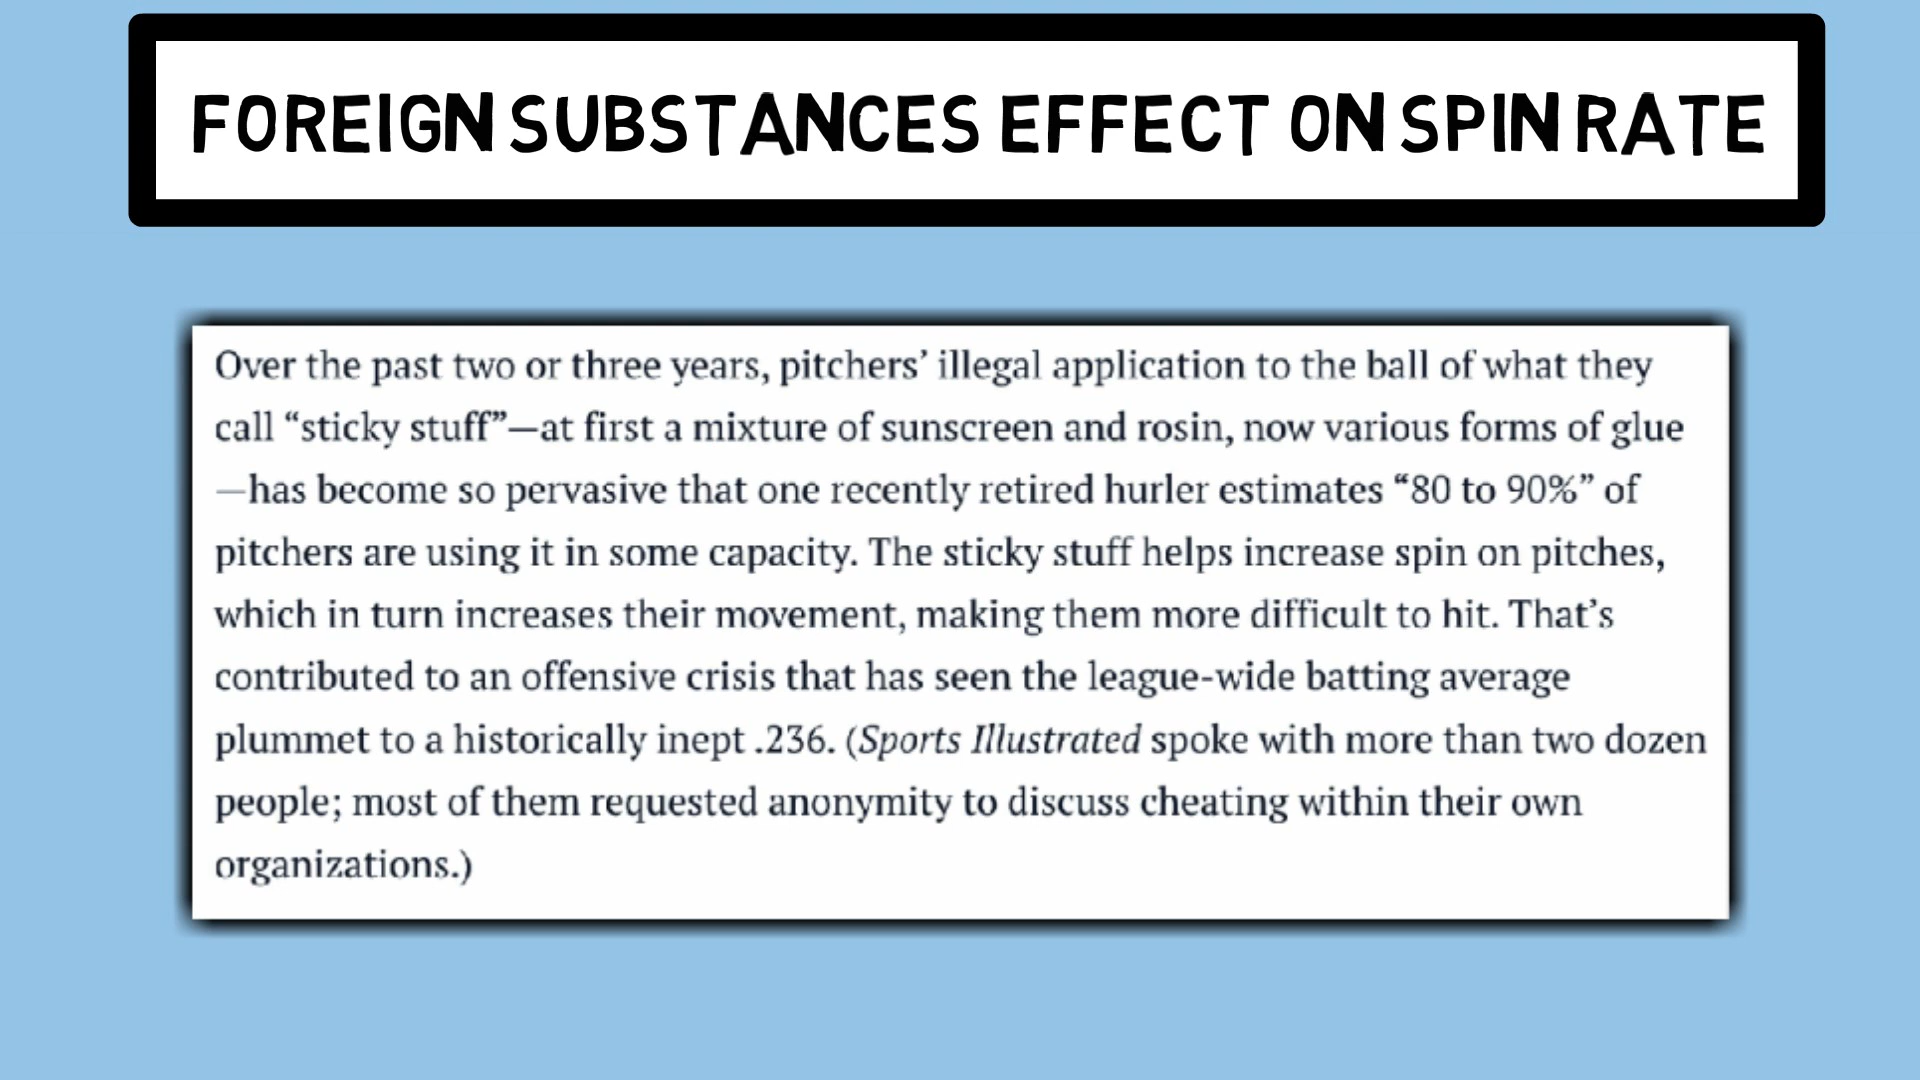 FOREIGN SUBSTANCES EFFECT ON SPIN RATE
Over the past two or three years, pitchers’ illegal application to the ball of what they
call “sticky stuff”—at first a mixture of sunscreen and rosin, now various forms of glue
—has become so pervasive that one recently retired hurler estimates “80 to 90%” of
pitchers are using it in some capacity. The sticky stuff helps increase spin on pitches,
which in turn increases their movement, making them more difficult to hit. That’s
contributed to an offensive crisis that has seen the league-wide batting average
plummet to a historically inept .236. (Sports Illustrated spoke with more than two dozen
people; most of them requested anonymity to discuss cheating within their own
organizations.)